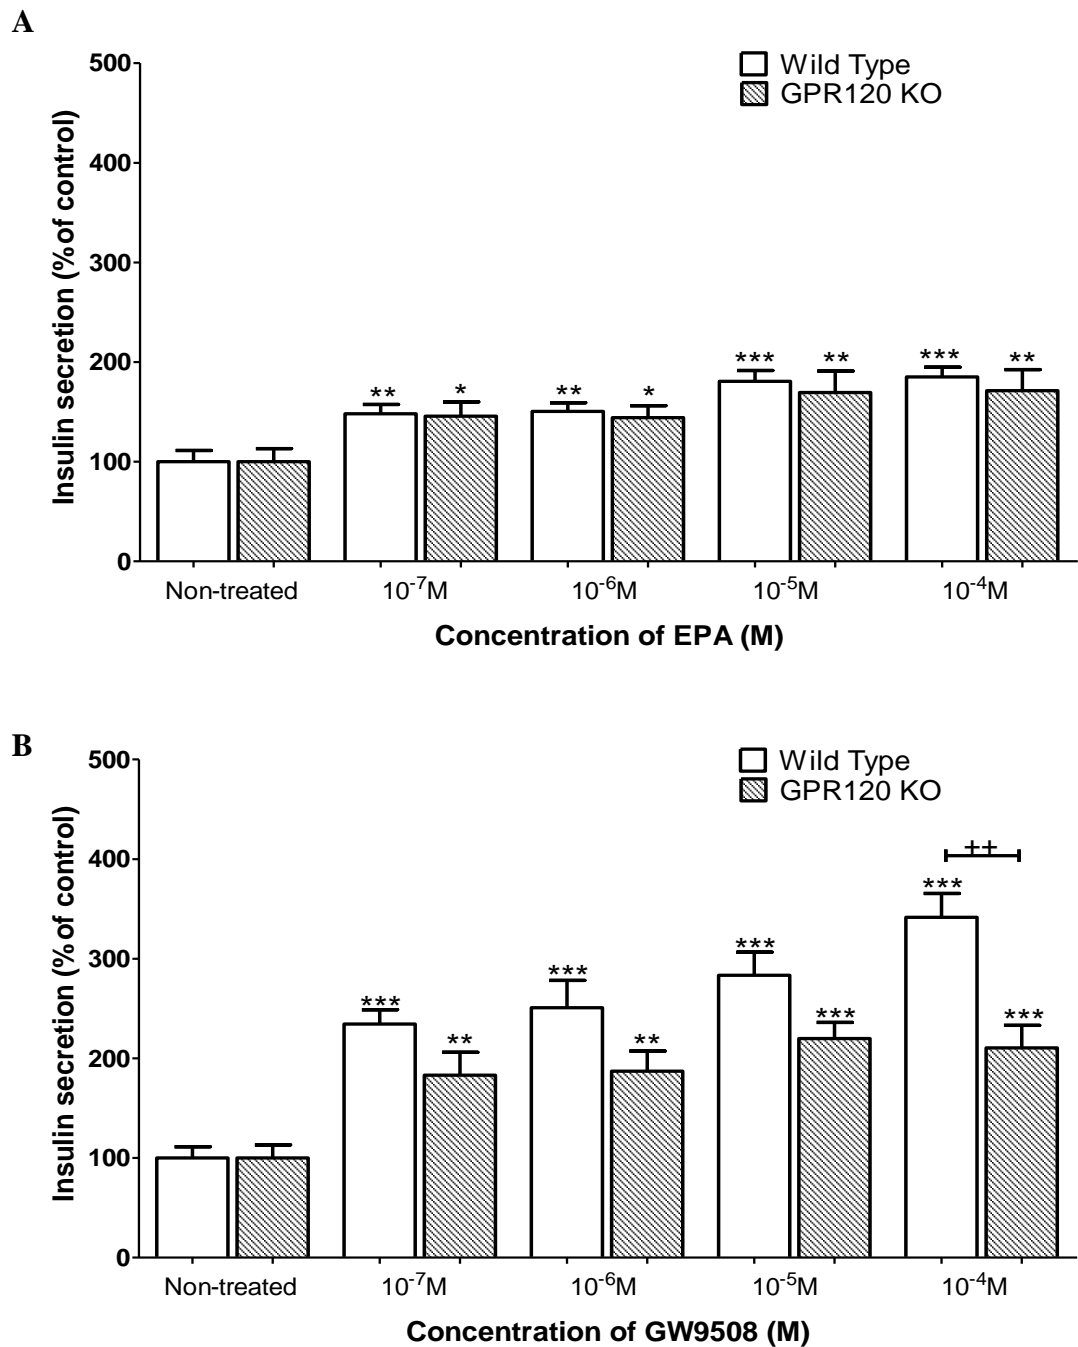 A
500
400
300
200
100
0
Insulin secretion (% of control)
Wild Type
GPR120 KO
** * ** * *** ** *** **
Non-treated 10⁻⁷M 10⁻⁶M 10⁻⁵M 10⁻⁴M
Concentration of EPA (M)
B
500
400
300
200
100
0
Insulin secretion (% of control)
Wild Type
GPR120 KO
++
*** ** *** ** *** *** *** ***
Non-treated 10⁻⁷M 10⁻⁶M 10⁻⁵M 10⁻⁴M
Concentration of GW9508 (M)